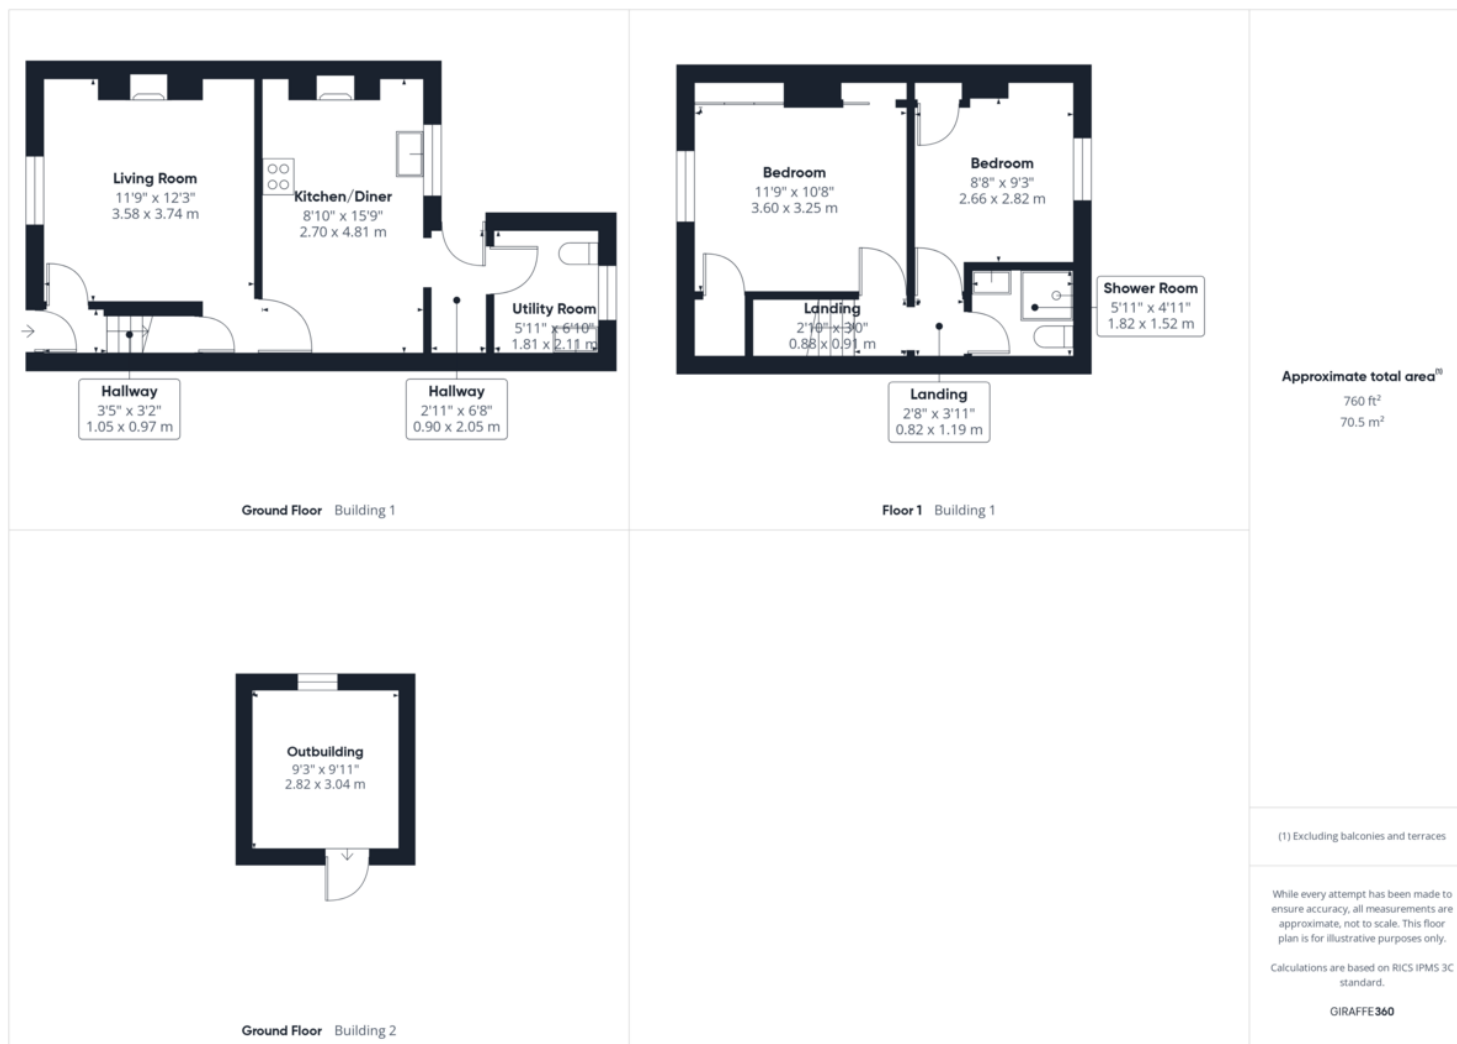 Living Room
11'9" x 12'3"
3.58 x 3.74 m
Kitchen/Diner
8'10" x 15'9"
2.70 x 4.81 m
Utility Room
5'11" x 6'10"
1.81 x 2.11 m
Hallway
3'5" x 3'2"
1.05 x 0.97 m
Hallway
2'11" x 6'8"
0.90 x 2.05 m
Ground Floor Building 1
Bedroom
11'9" x 10'8"
3.60 x 3.25 m
Bedroom
8'8" x 9'3"
2.66 x 2.82 m
Shower Room
5'11" x 4'11"
1.82 x 1.52 m
Landing
2'10" x 3'0"
0.88 x 0.91 m
Landing
2'8" x 3'11"
0.82 x 1.19 m
Floor 1 Building 1
Outbuilding
9'3" x 9'11"
2.82 x 3.04 m
Ground Floor Building 2
Approximate total area(1)
760 ft²
70.5 m²
(1) Excluding balconies and terraces
While every attempt has been made to
ensure accuracy, all measurements are
approximate, not to scale. This floor
plan is for illustrative purposes only.
Calculations are based on RICS IPMS 3C
standard.
GIRAFFE360